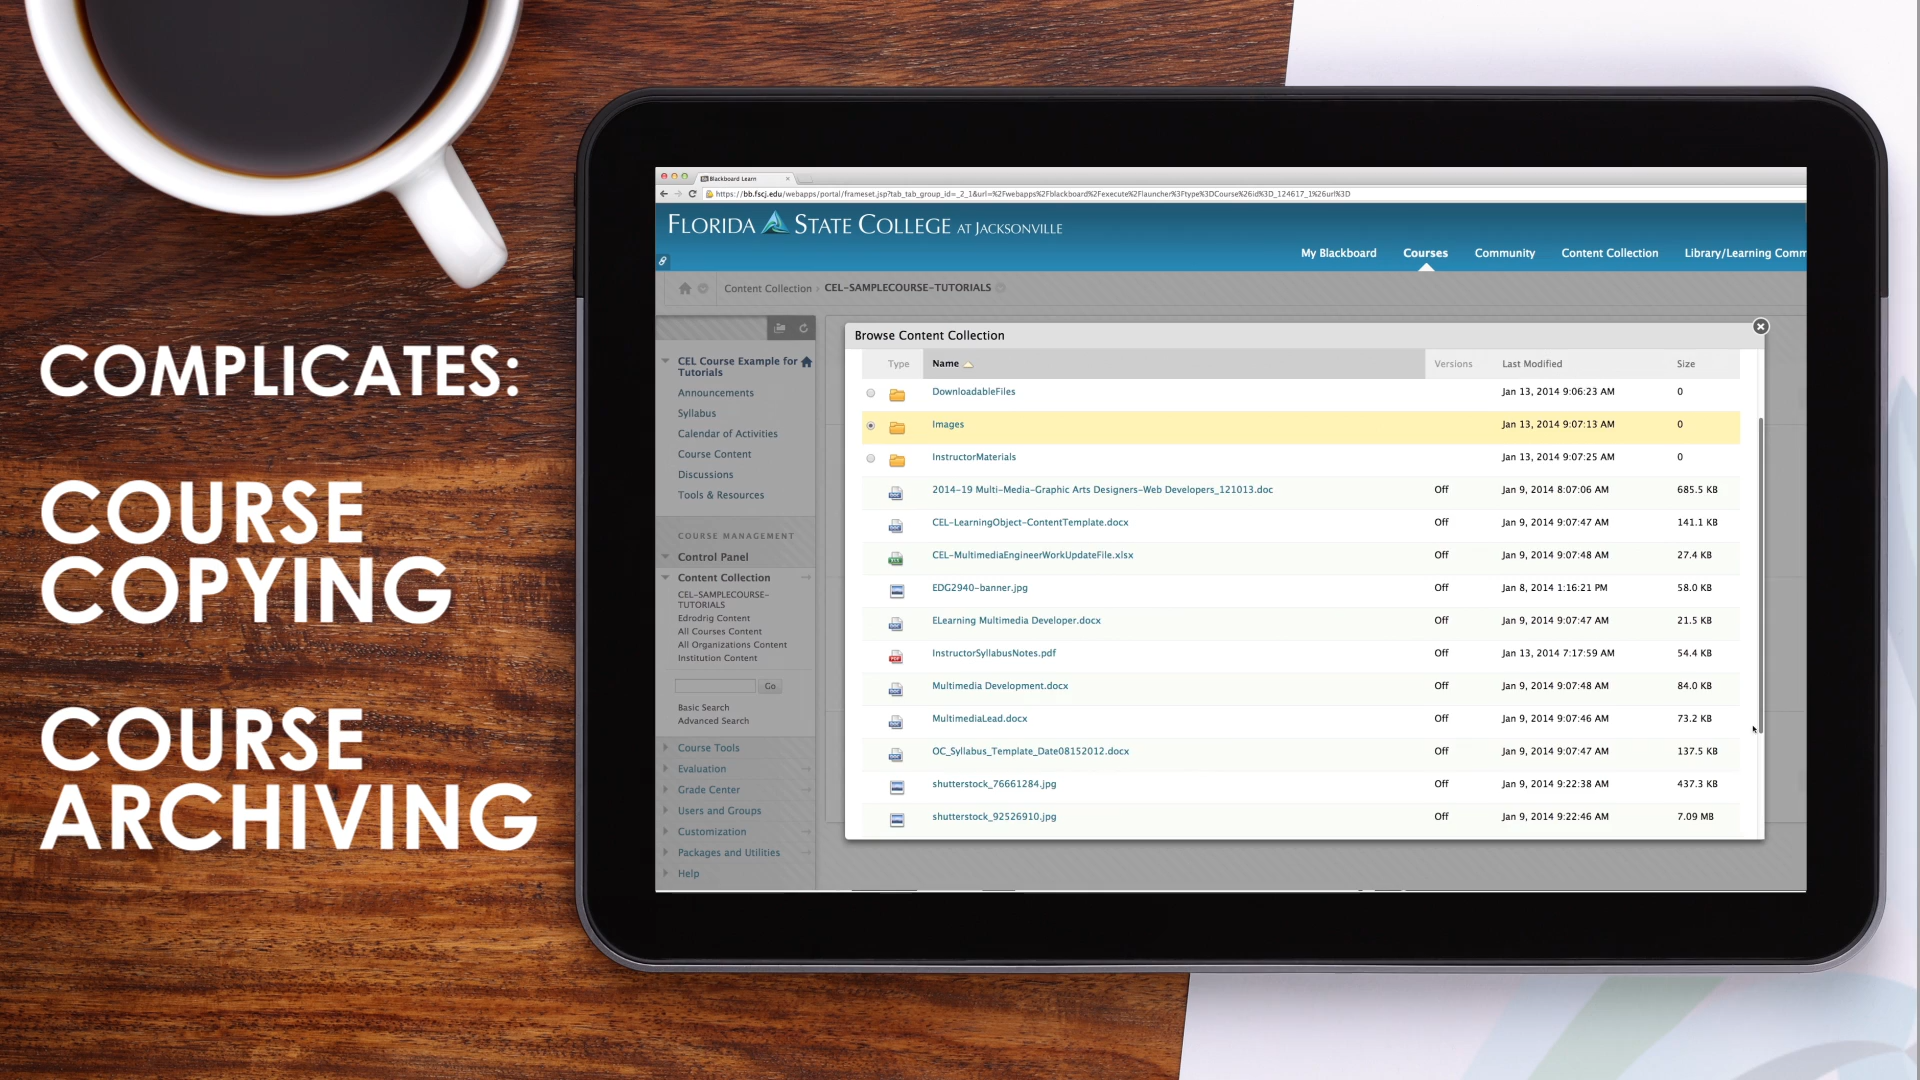 COMPLICATES:
COURSE
COPYING
COURSE
ARCHIVING
Blackboard Learn
https://bb.fscj.edu/webapps/portal/frameset.jsp?tab_tab_group_id=_2_1&url=%2Fwebapps%2Fblackboard%2Fexecute%2Flauncher%3Ftype%3DCourse%26id%3D_124617_1%26url%3D
FLORIDA STATE COLLEGE AT JACKSONVILLE
My Blackboard Courses Community Content Collection Library/Learning Comm
Content Collection › CEL-SAMPLECOURSE-TUTORIALS
CEL Course Example for
Tutorials
Announcements
Syllabus
Calendar of Activities
Course Content
Discussions
Tools & Resources
COURSE MANAGEMENT
Control Panel
Content Collection
CEL-SAMPLECOURSE-
TUTORIALS
Edrodrig Content
All Courses Content
All Organizations Content
Institution Content
Go
Basic Search
Advanced Search
Course Tools
Evaluation
Grade Center
Users and Groups
Customization
Packages and Utilities
Help
Browse Content Collection
Type Name Versions Last Modified Size
DownloadableFiles Jan 13, 2014 9:06:23 AM 0
Images Jan 13, 2014 9:07:13 AM 0
InstructorMaterials Jan 13, 2014 9:07:25 AM 0
2014-19 Multi-Media-Graphic Arts Designers-Web Developers_121013.doc Off Jan 9, 2014 8:07:06 AM 685.5 KB
CEL-LearningObject-ContentTemplate.docx Off Jan 9, 2014 9:07:47 AM 141.1 KB
CEL-MultimediaEngineerWorkUpdateFile.xlsx Off Jan 9, 2014 9:07:48 AM 27.4 KB
EDG2940-banner.jpg Off Jan 8, 2014 1:16:21 PM 58.0 KB
ELearning Multimedia Developer.docx Off Jan 9, 2014 9:07:47 AM 21.5 KB
InstructorSyllabusNotes.pdf Off Jan 13, 2014 7:17:59 AM 54.4 KB
Multimedia Development.docx Off Jan 9, 2014 9:07:48 AM 84.0 KB
MultimediaLead.docx Off Jan 9, 2014 9:07:46 AM 73.2 KB
OC_Syllabus_Template_Date08152012.docx Off Jan 9, 2014 9:07:47 AM 137.5 KB
shutterstock_76661284.jpg Off Jan 9, 2014 9:22:38 AM 437.3 KB
shutterstock_92526910.jpg Off Jan 9, 2014 9:22:46 AM 7.09 MB